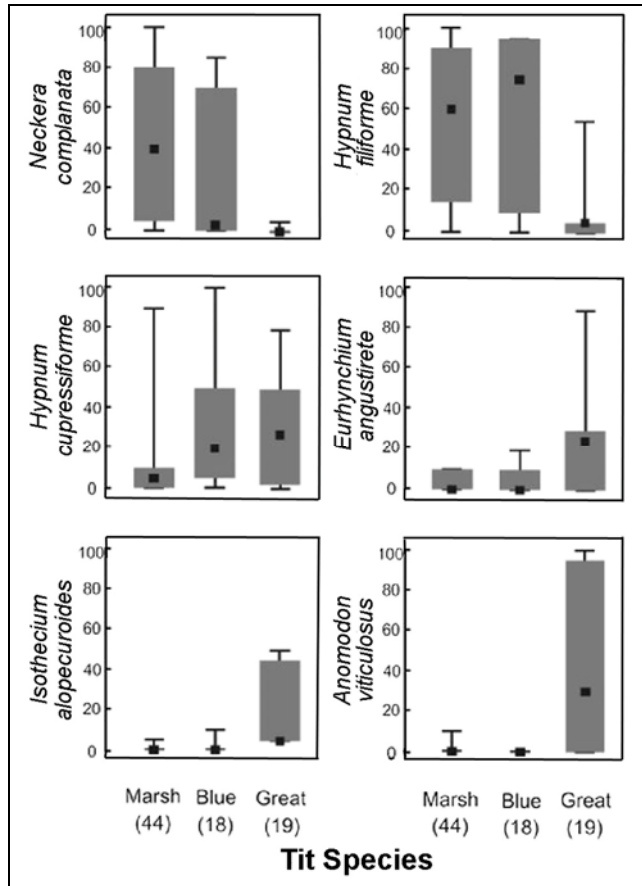 Neckera
complanata
100
80
60
40
20
0
Hypnum
filiforme
100
80
60
40
20
0
Hypnum
cupressiforme
100
80
60
40
20
0
Eurhynchium
angustirete
100
80
60
40
20
0
Isothecium
alopecuroides
100
80
60
40
20
0
Anomodon
viticulosus
100
80
60
40
20
0
Marsh Blue Great
(44) (18) (19)
Marsh Blue Great
(44) (18) (19)
Tit Species